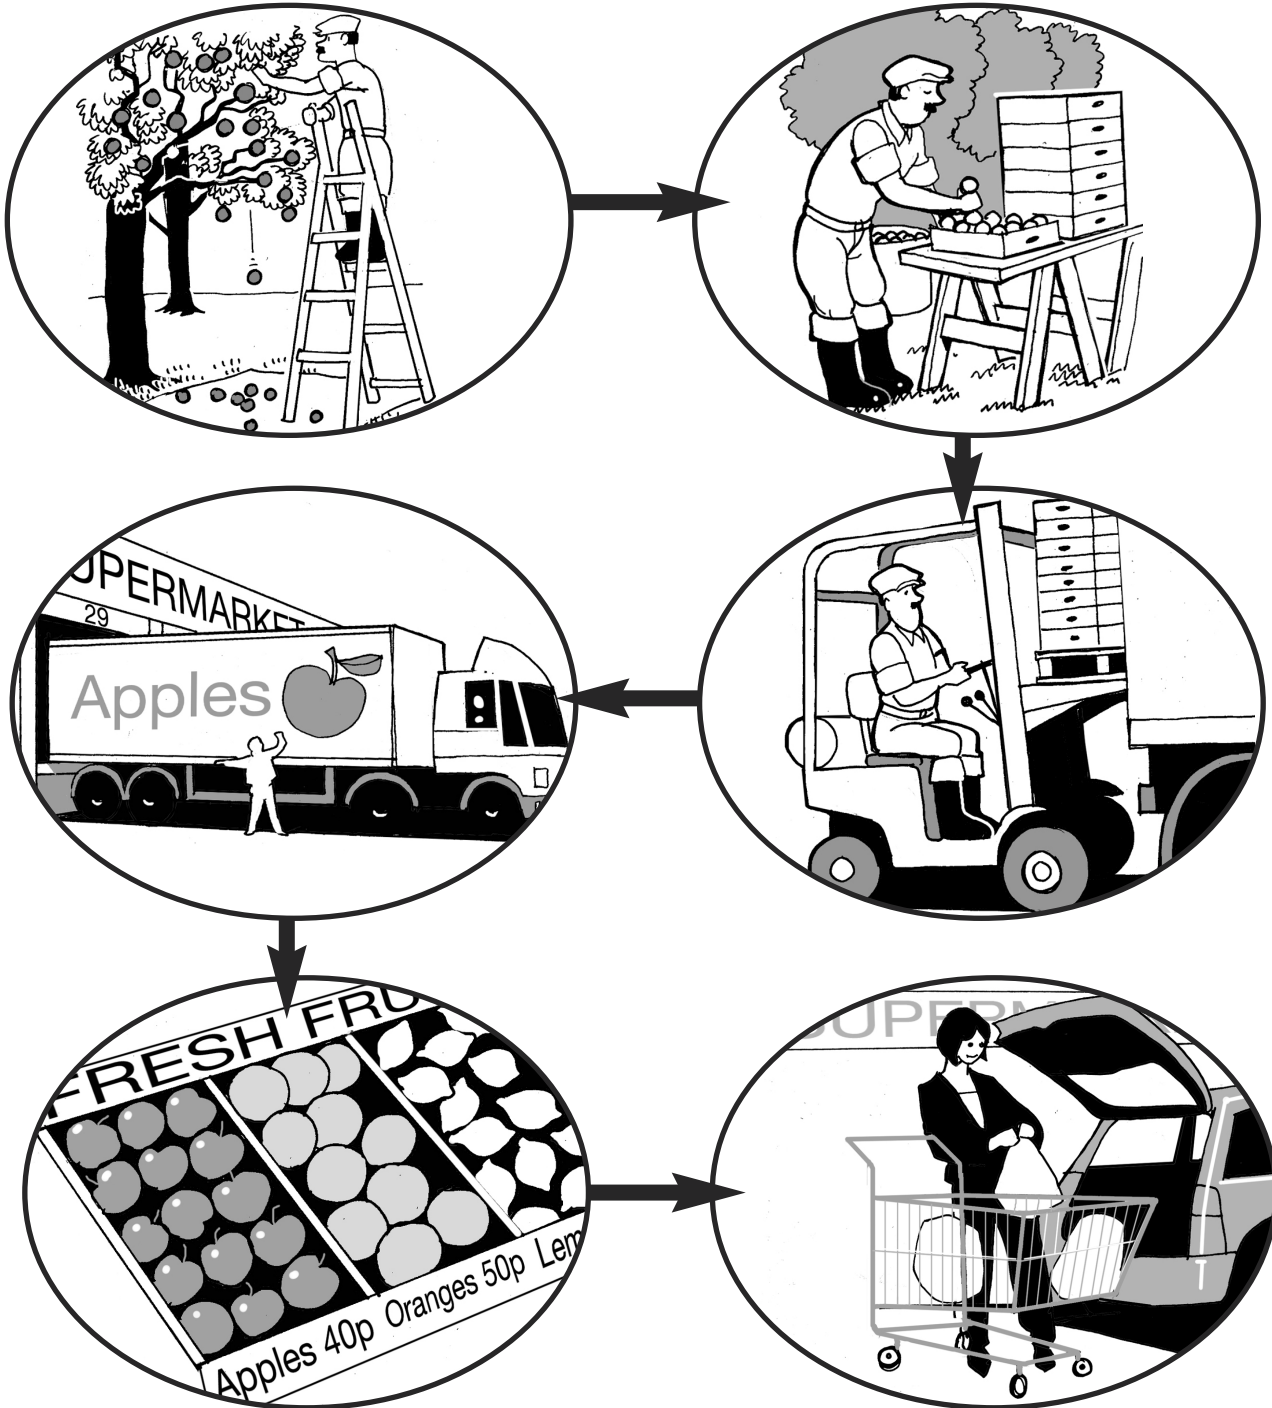 UPERMARKET
29
Apples
FRESH FRU
Apples 40p Oranges 50p Lem
SUPERM